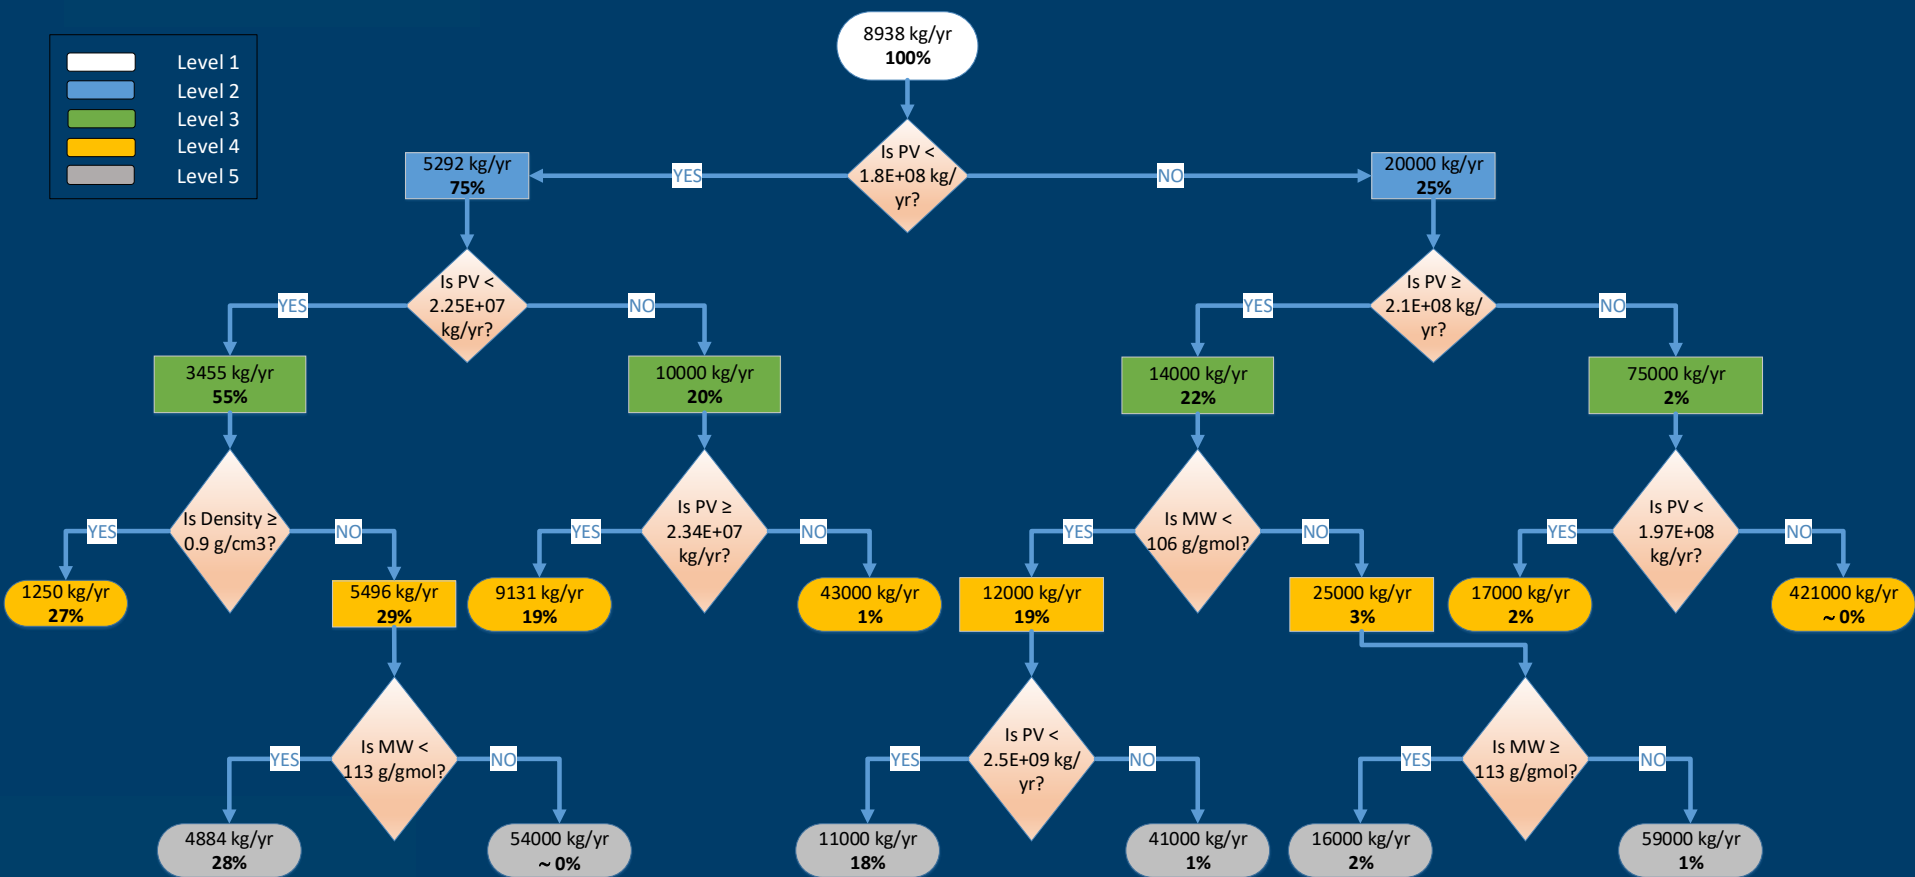 Level 1
Level 2
Level 3
Level 4
Level 5
8938 kg/yr
100%
Is PV <
1.8E+08 kg/
yr?
YES
NO
5292 kg/yr
75%
20000 kg/yr
25%
Is PV <
2.25E+07
kg/yr?
YES
NO
Is PV ≥
2.1E+08 kg/
yr?
YES
NO
3455 kg/yr
55%
10000 kg/yr
20%
14000 kg/yr
22%
75000 kg/yr
2%
Is Density ≥
0.9 g/cm3?
YES
NO
Is PV ≥
2.34E+07
kg/yr?
YES
NO
Is MW <
106 g/gmol?
YES
NO
Is PV <
1.97E+08
kg/yr?
YES
NO
1250 kg/yr
27%
5496 kg/yr
29%
9131 kg/yr
19%
43000 kg/yr
1%
12000 kg/yr
19%
25000 kg/yr
3%
17000 kg/yr
2%
421000 kg/yr
~ 0%
Is MW <
113 g/gmol?
YES
NO
Is PV <
2.5E+09 kg/
yr?
YES
NO
Is MW ≥
113 g/gmol?
YES
NO
4884 kg/yr
28%
54000 kg/yr
~ 0%
11000 kg/yr
18%
41000 kg/yr
1%
16000 kg/yr
2%
59000 kg/yr
1%